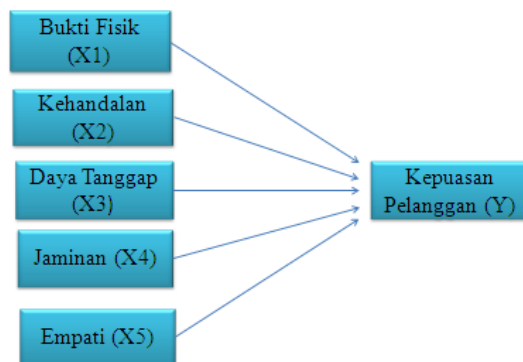 Bukti Fisik
(X1)
Kehandalan
(X2)
Daya Tanggap
(X3)
Jaminan (X4)
Empati (X5)
Kepuasan
Pelanggan (Y)